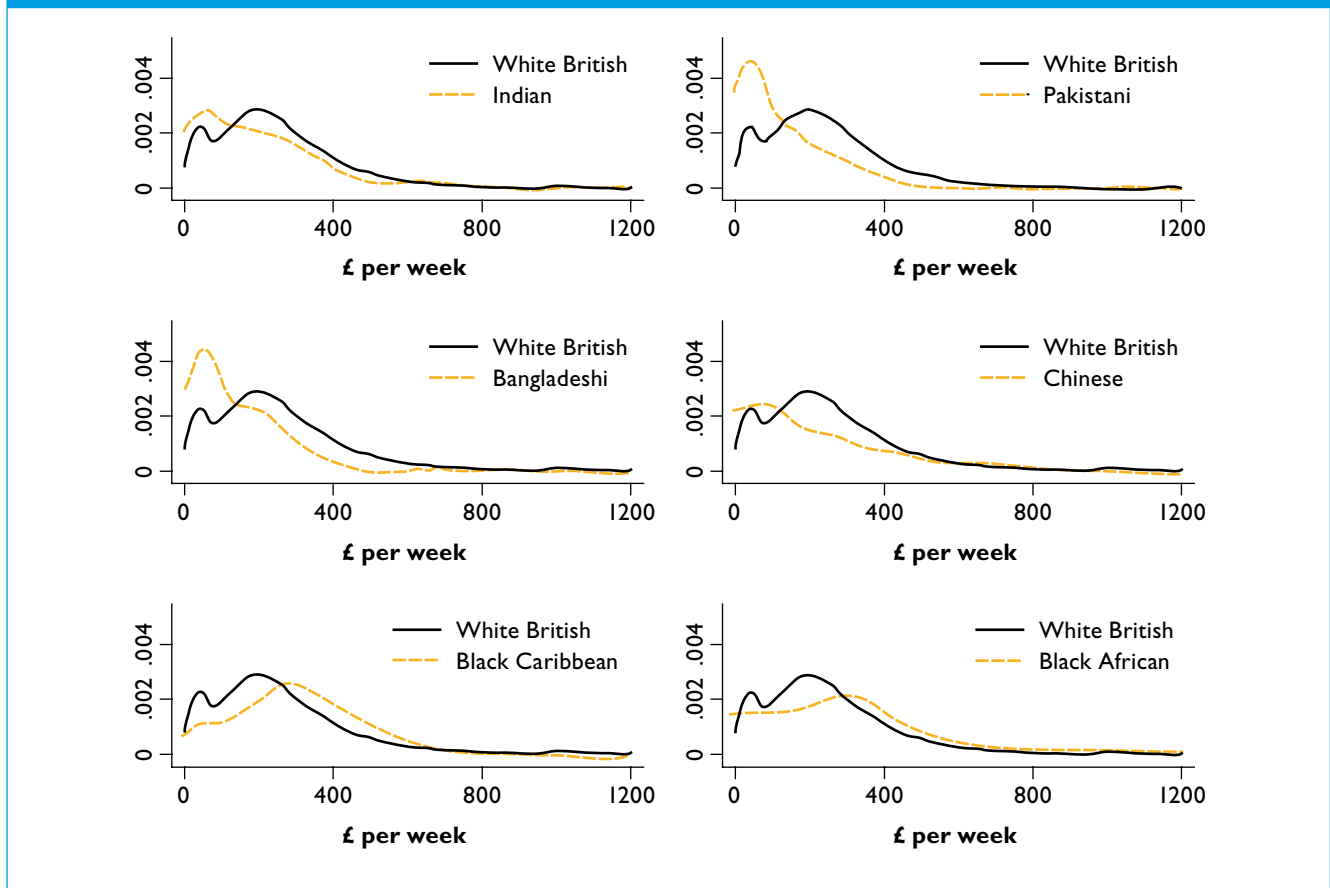 White British
Indian
.004
.002
0
0 400 800 1200
£ per week
White British
Pakistani
.004
.002
0
0 400 800 1200
£ per week
White British
Bangladeshi
.004
.002
0
0 400 800 1200
£ per week
White British
Chinese
.004
.002
0
0 400 800 1200
£ per week
White British
Black Caribbean
.004
.002
0
0 400 800 1200
£ per week
White British
Black African
.004
.002
0
0 400 800 1200
£ per week